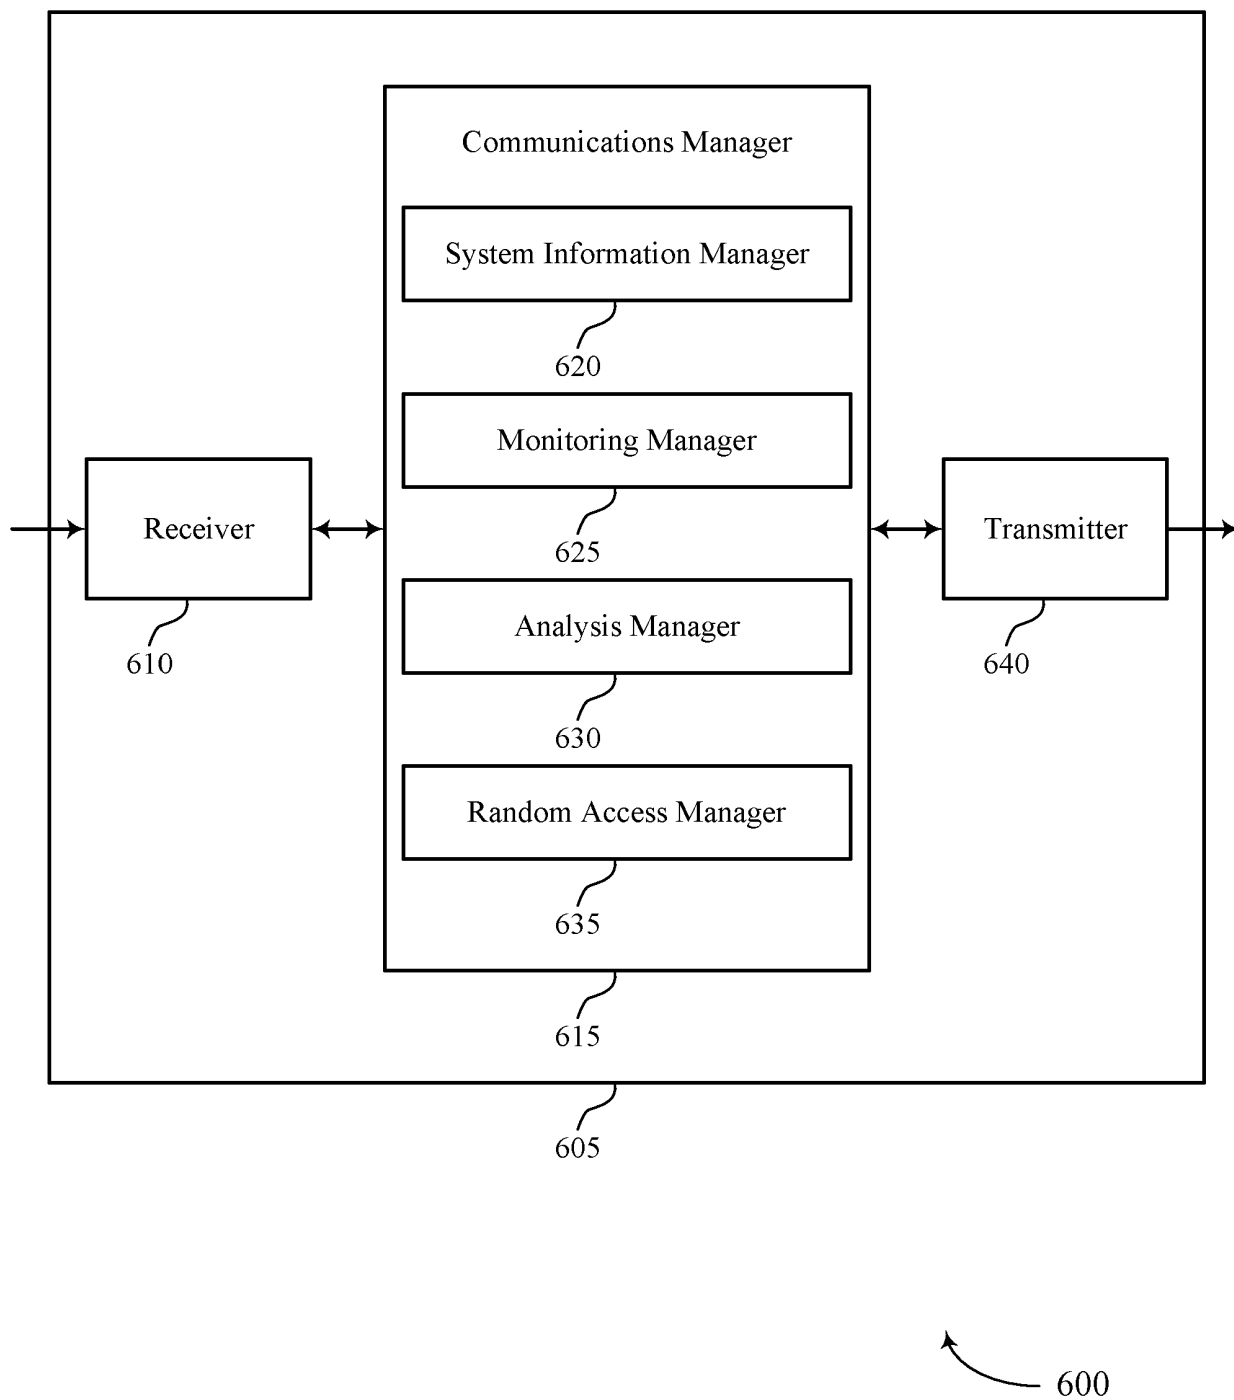 Communications Manager
System Information Manager
620
Monitoring Manager
625
Receiver
610
Transmitter
640
Analysis Manager
630
Random Access Manager
635
615
605
600